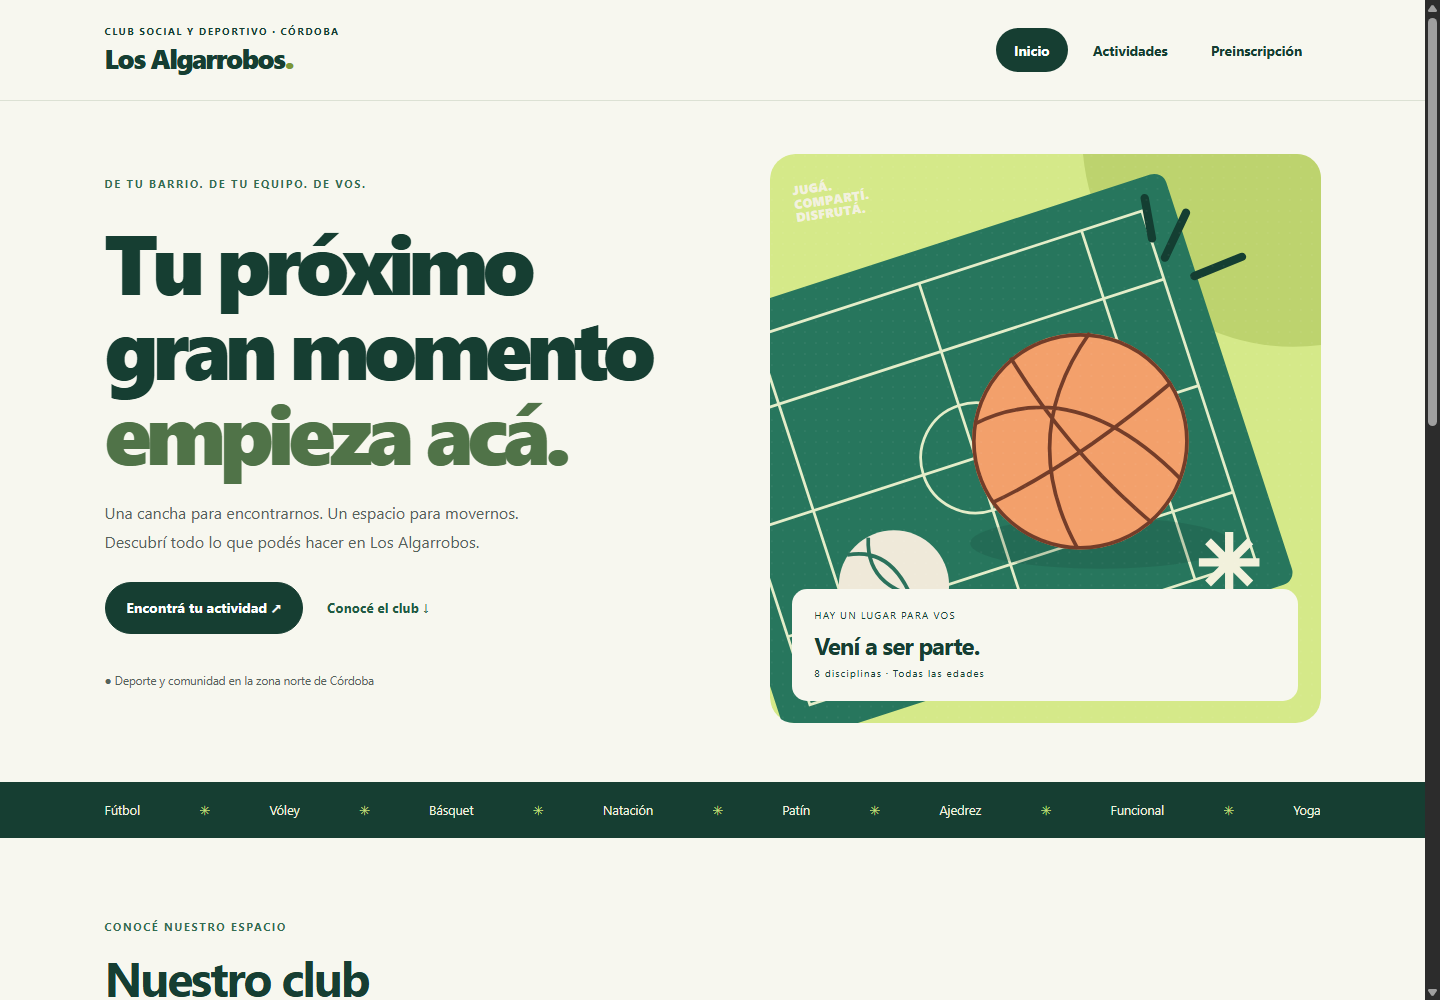 CLUB SOCIAL Y DEPORTIVO · CÓRDOBA
Los Algarrobos.
Inicio
Actividades
Preinscripción
DE TU BARRIO. DE TU EQUIPO. DE VOS.
Tu próximo
gran momento
empieza acá.
Una cancha para encontrarnos. Un espacio para movernos.
Descubrí todo lo que podés hacer en Los Algarrobos.
Encontrá tu actividad ↗
Conocé el club ↓
● Deporte y comunidad en la zona norte de Córdoba
JUGÁ.
COMPARTÍ.
DISFRUTÁ.
HAY UN LUGAR PARA VOS
Vení a ser parte.
8 disciplinas · Todas las edades
Fútbol ✳ Vóley ✳ Básquet ✳ Natación ✳ Patín ✳ Ajedrez ✳ Funcional ✳ Yoga
CONOCÉ NUESTRO ESPACIO
Nuestro club